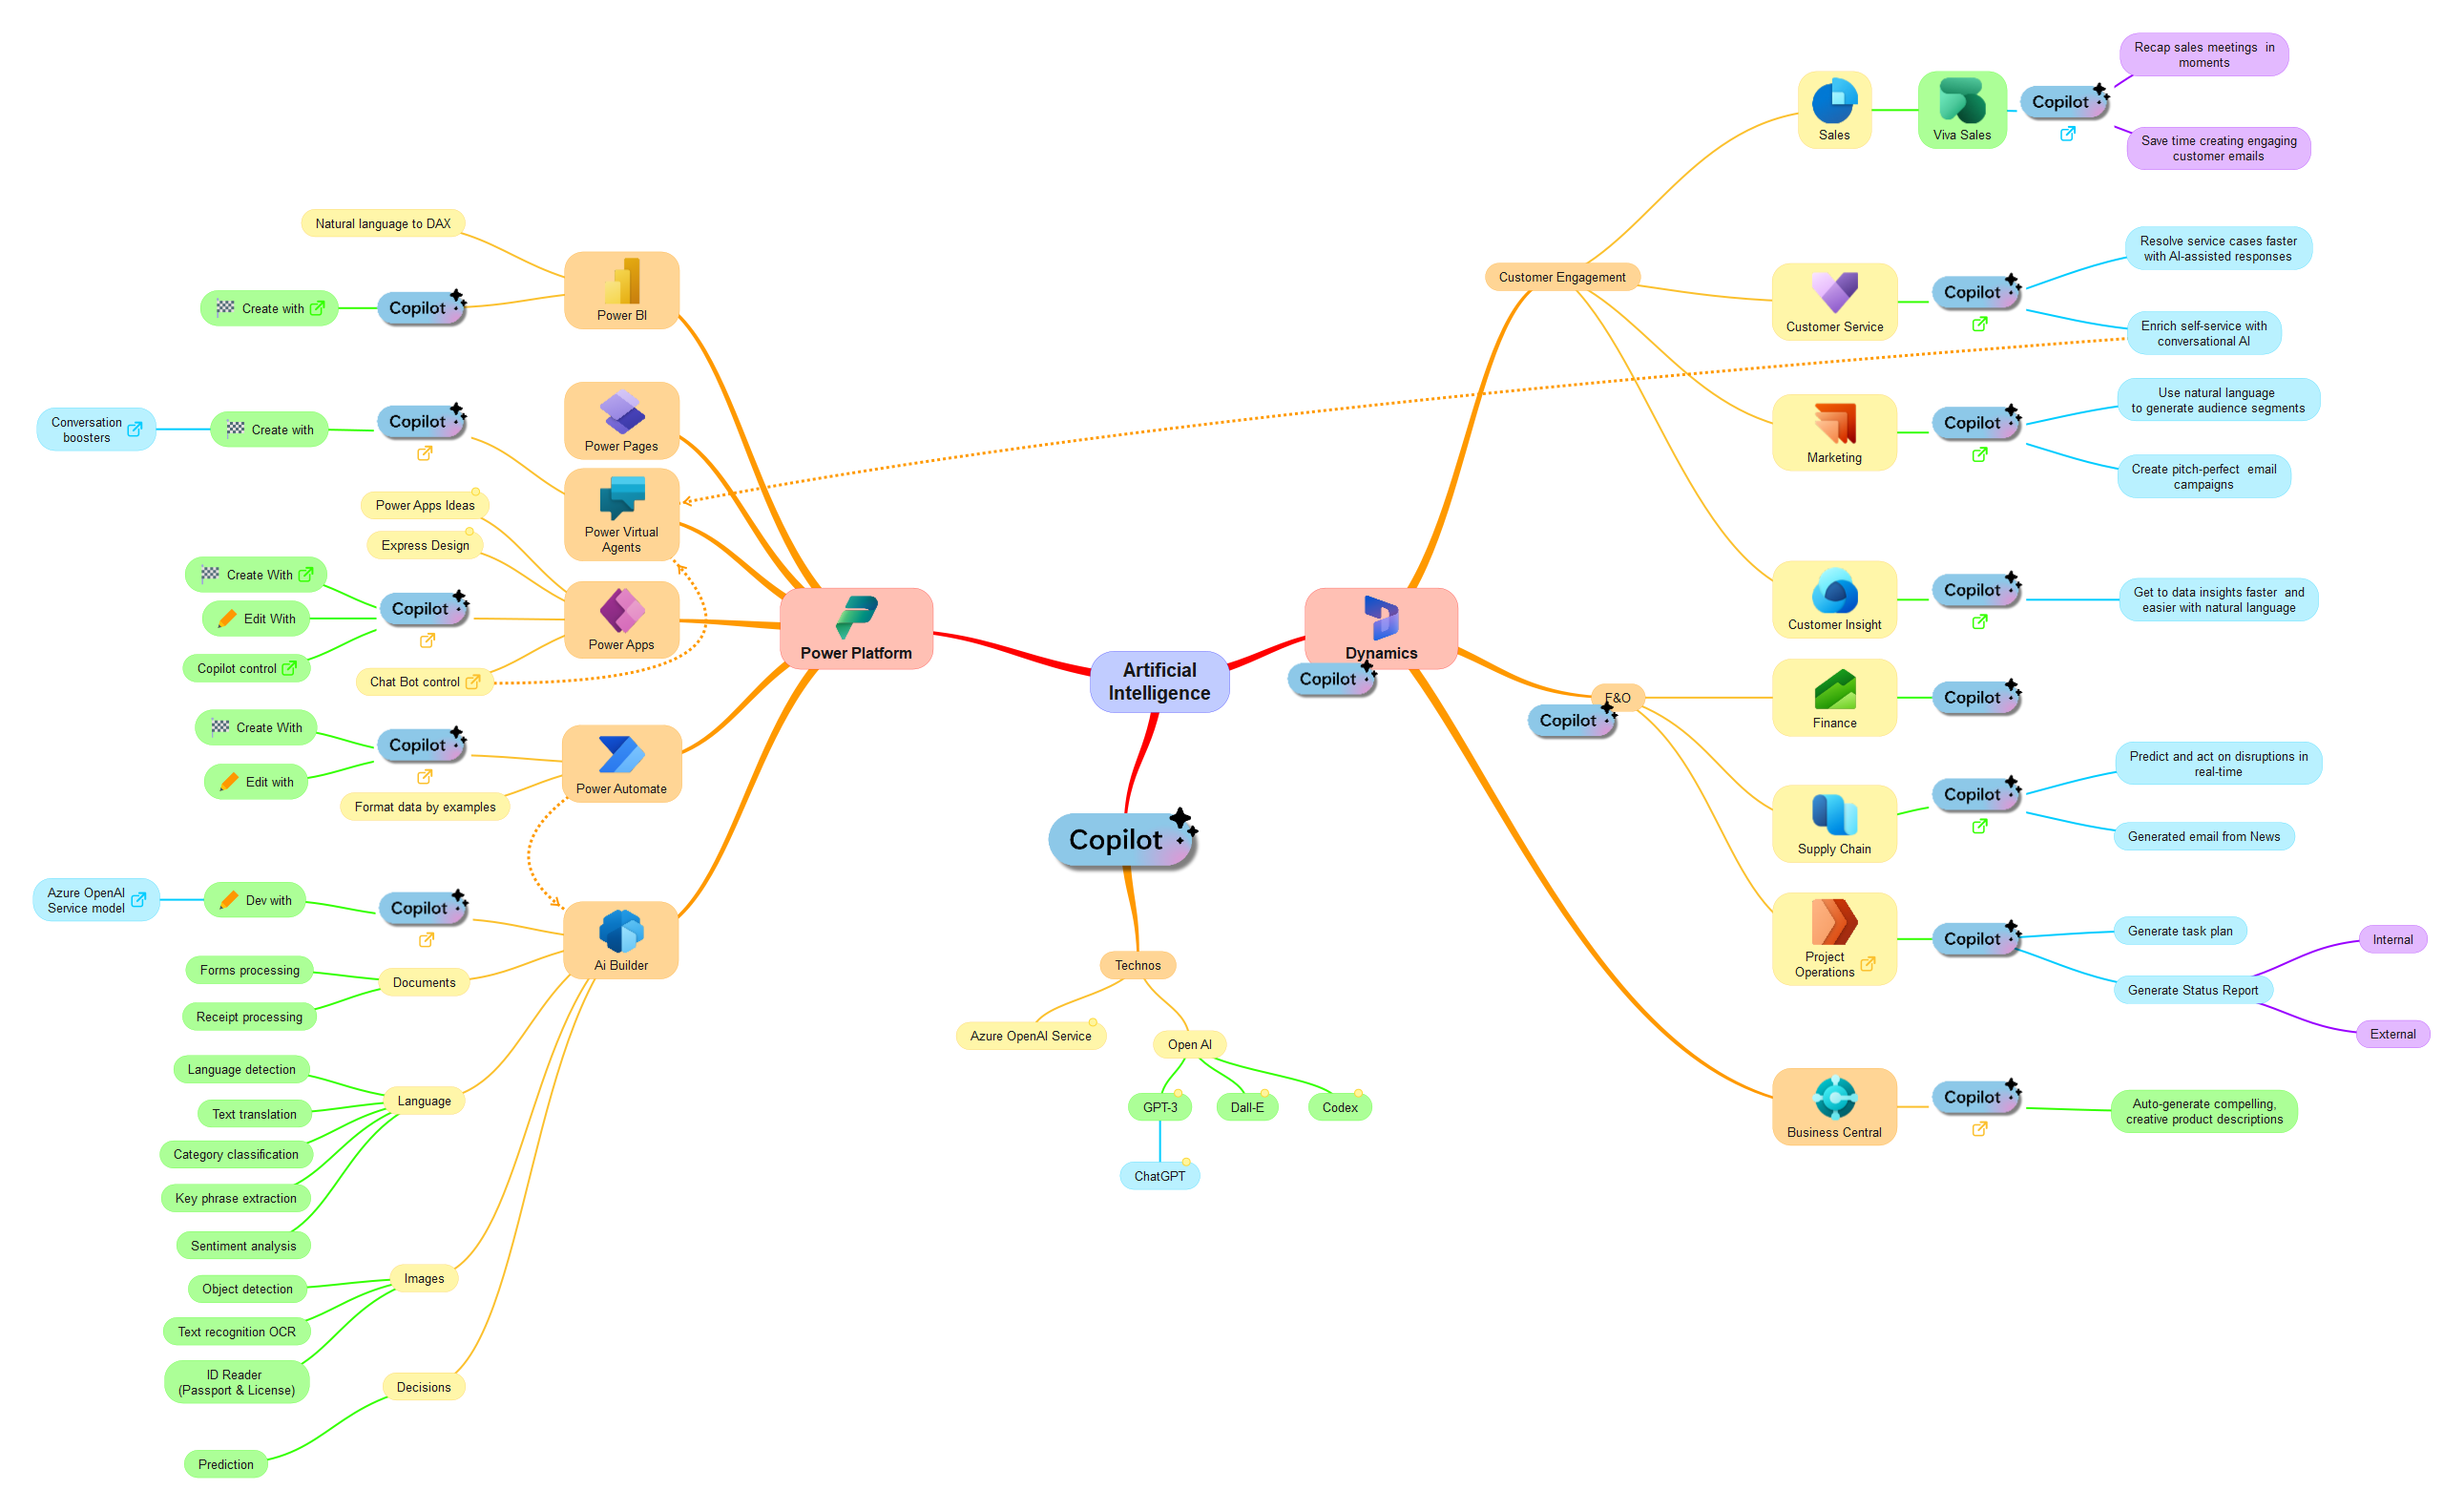 Artificial
Intelligence
Power Platform
Natural language to DAX
Power BI
Copilot
Create with
Power Pages
Power Virtual
Agents
Copilot
Create with
Conversation
boosters
Power Apps Ideas
Express Design
Power Apps
Copilot
Create With
Edit With
Copilot control
Chat Bot control
Power Automate
Copilot
Create With
Edit with
Format data by examples
Ai Builder
Copilot
Dev with
Azure OpenAI
Service model
Documents
Forms processing
Receipt processing
Language
Language detection
Text translation
Category classification
Key phrase extraction
Sentiment analysis
Images
Object detection
Text recognition OCR
ID Reader
(Passport & License)
Decisions
Prediction
Copilot
Technos
Azure OpenAI Service
Open AI
GPT-3
Dall-E
Codex
ChatGPT
Dynamics
Copilot
Customer Engagement
Sales
Viva Sales
Copilot
Recap sales meetings in
moments
Save time creating engaging
customer emails
Customer Service
Copilot
Resolve service cases faster
with AI-assisted responses
Enrich self-service with
conversational AI
Marketing
Copilot
Use natural language
to generate audience segments
Create pitch-perfect email
campaigns
Customer Insight
Copilot
Get to data insights faster and
easier with natural language
F&O
Copilot
Finance
Copilot
Supply Chain
Copilot
Predict and act on disruptions in
real-time
Generated email from News
Project
Operations
Copilot
Generate task plan
Generate Status Report
Internal
External
Business Central
Copilot
Auto-generate compelling,
creative product descriptions